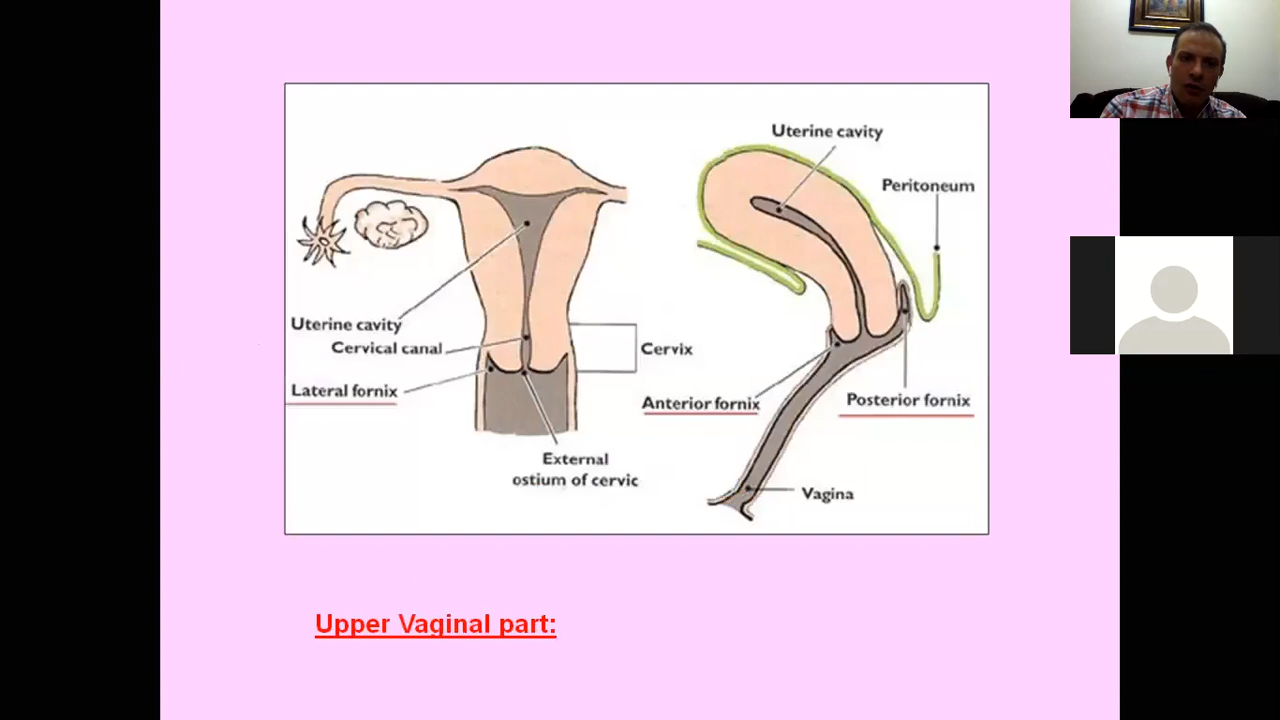 Uterine cavity
Peritoneum
Uterine cavity
Cervical canal
Cervix
Lateral fornix
Anterior fornix
Posterior fornix
External
ostium of cervic
Vagina
Upper Vaginal part: